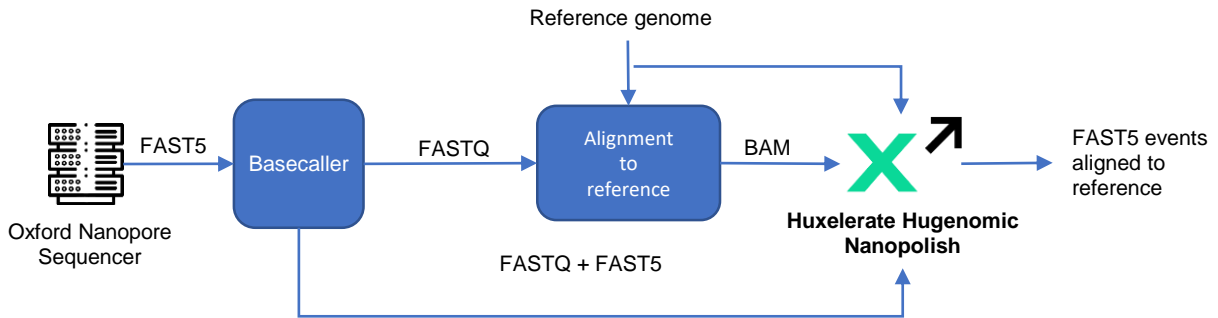 Reference genome
FAST5
Basecaller
FASTQ
Alignment
to
reference
BAM
X
FAST5 events
aligned to
reference
Oxford Nanopore
Sequencer
Huxelerate Hugenomic
Nanopolish
FASTQ + FAST5